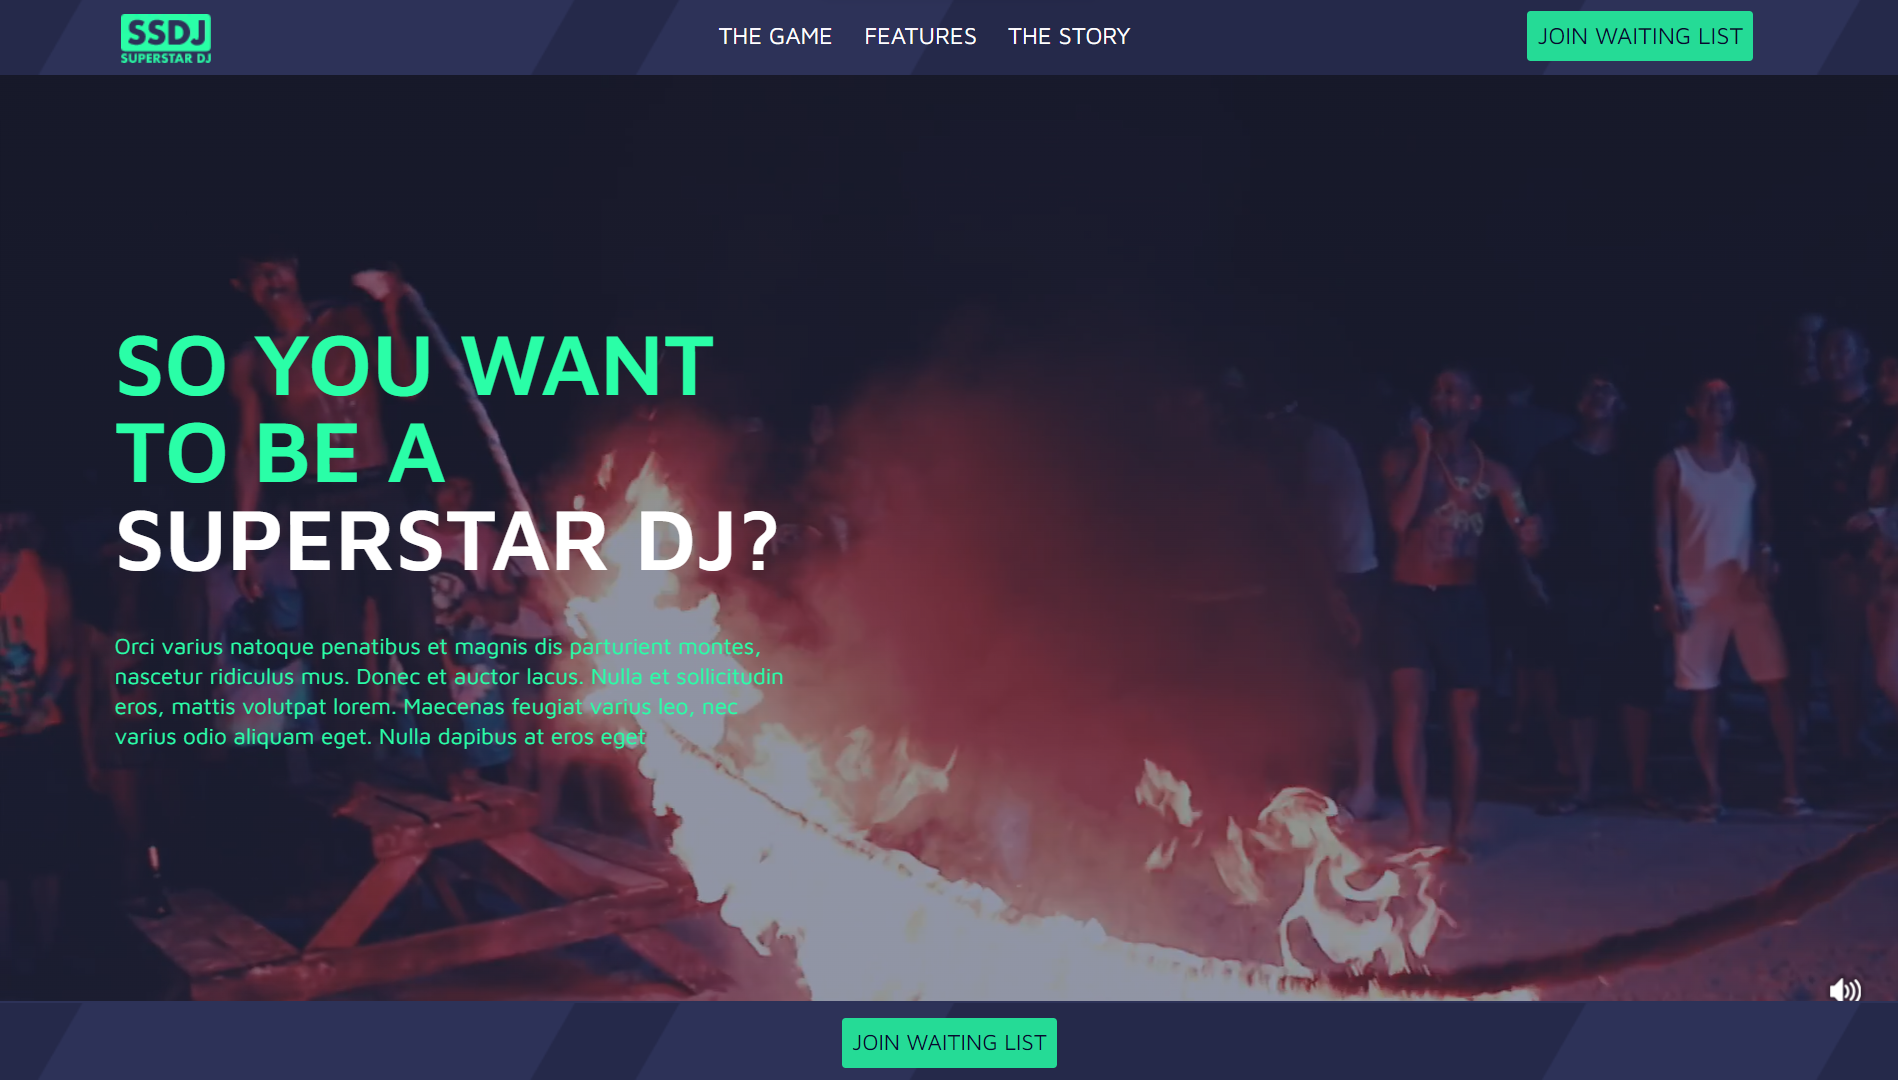 SSDJ
SUPERSTAR DJ
THE GAME
FEATURES
THE STORY
JOIN WAITING LIST
SO YOU WANT
TO BE A
SUPERSTAR DJ?
Orci varius natoque penatibus et magnis dis parturient montes,
nascetur ridiculus mus. Donec et auctor lacus. Nulla et sollicitudin
eros, mattis volutpat lorem. Maecenas feugiat varius leo, nec
varius odio aliquam eget. Nulla dapibus at eros eget
JOIN WAITING LIST